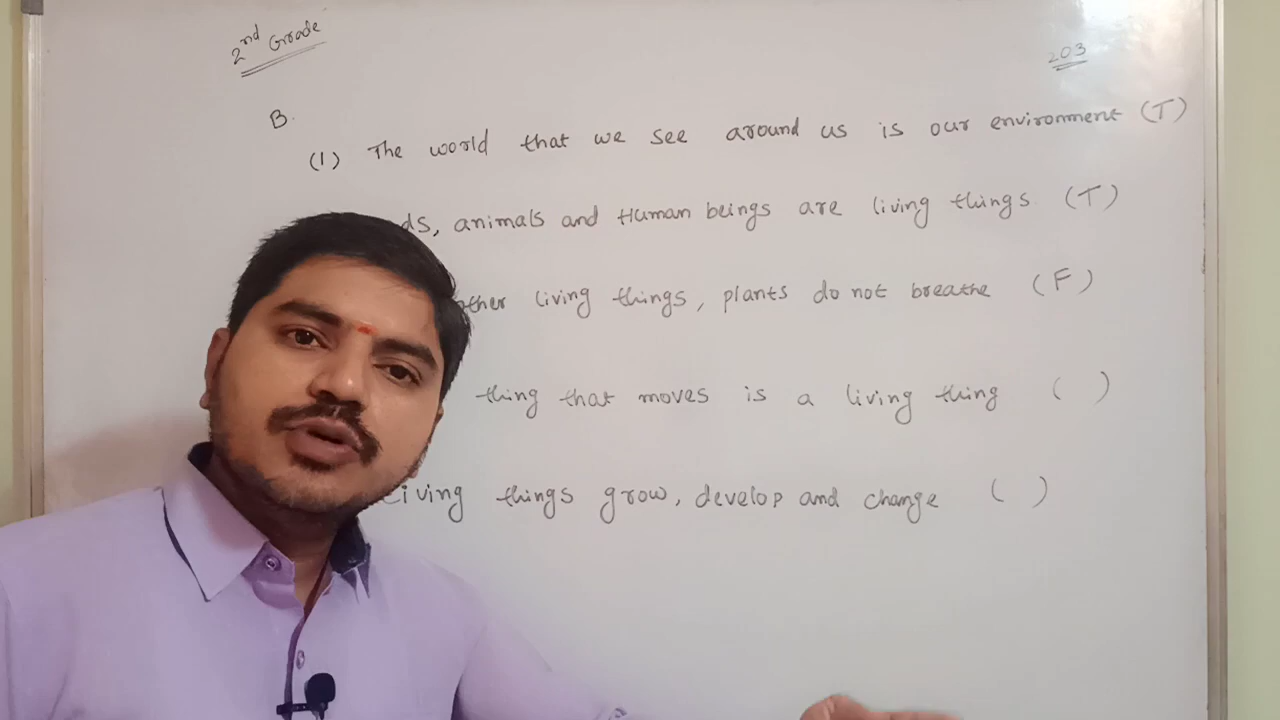 2nd Grade
203
B.
(1) The world that we see around us is our environment (T)
ds, animals and Human beings are living things (T)
other living things, plants do not breathe (F)
thing that moves is a living thing ( )
Living things grow, develop and change ( )